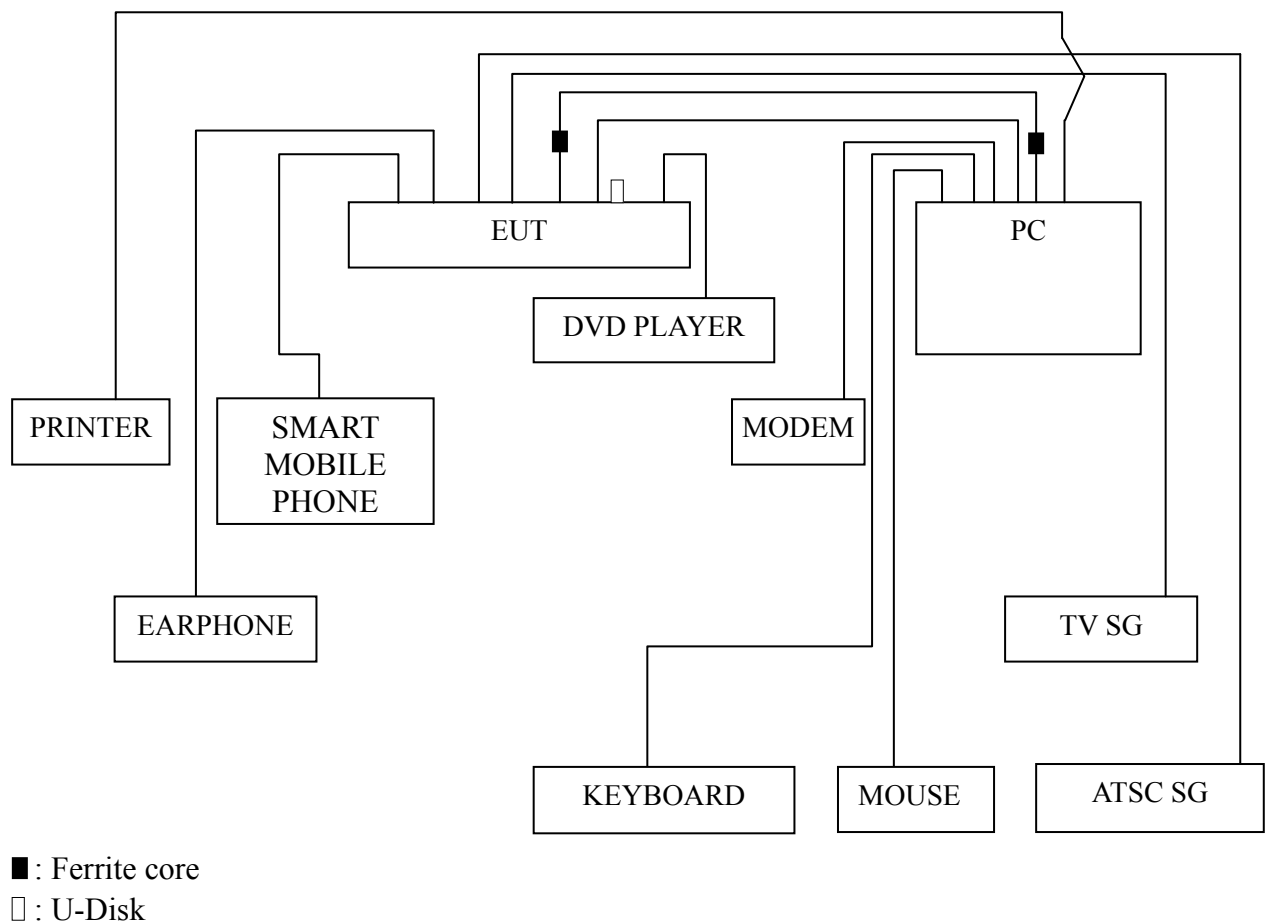 EUT
PC
DVD PLAYER
PRINTER
SMART
MOBILE
PHONE
MODEM
EARPHONE
TV SG
KEYBOARD
MOUSE
ATSC SG
■ : Ferrite core
▯ : U-Disk